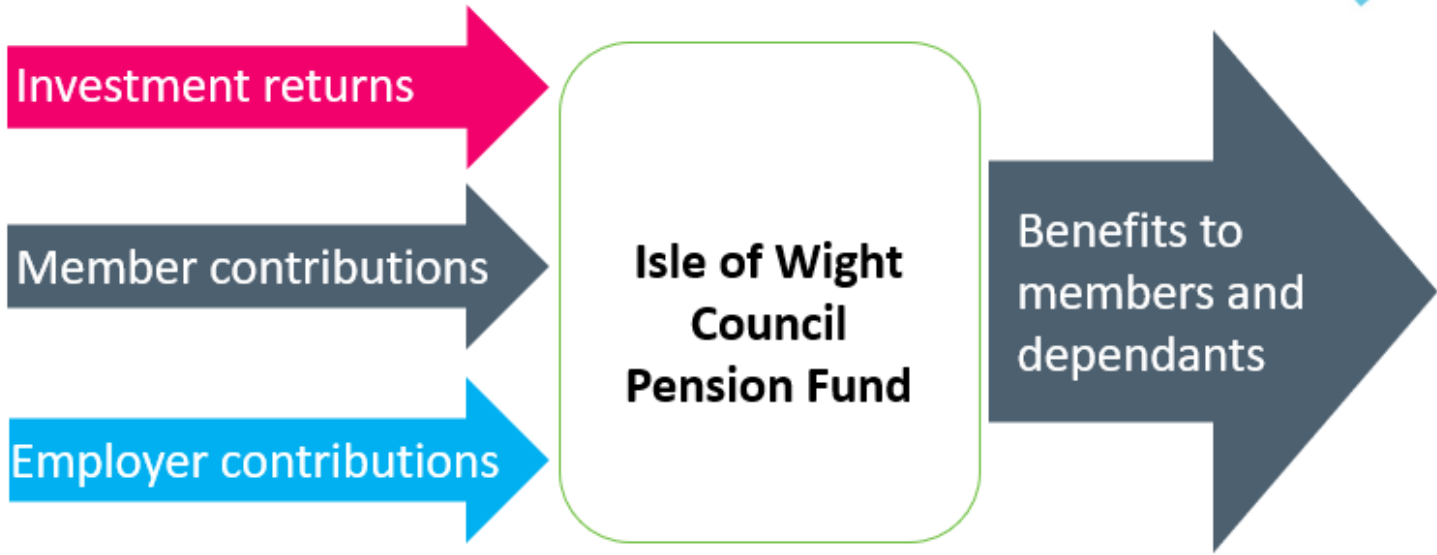 Investment returns
Member contributions
Employer contributions
Isle of Wight
Council
Pension Fund
Benefits to
members and
dependants